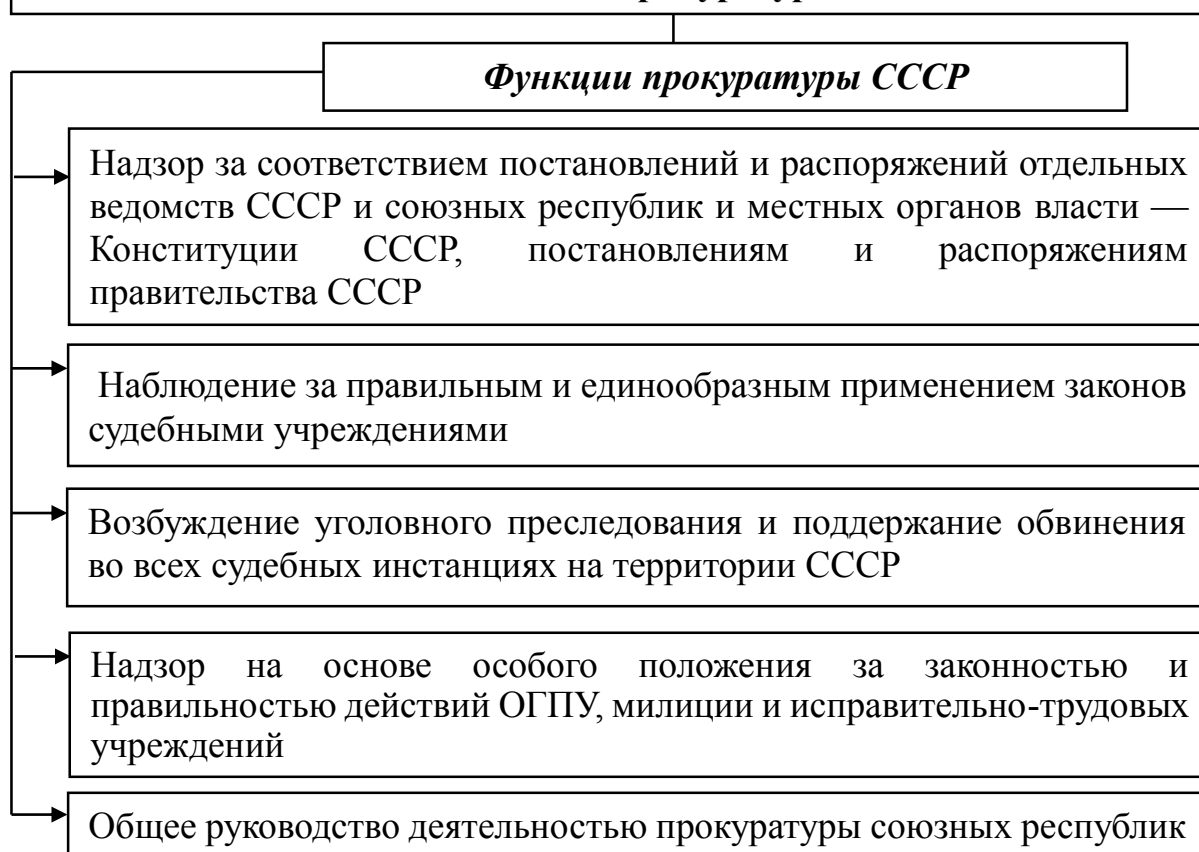 Функции прокуратуры СССР
Надзор за соответствием постановлений и распоряжений отдельных
ведомств СССР и союзных республик и местных органов власти —
Конституции СССР, постановлениям и распоряжениям
правительства СССР
Наблюдение за правильным и единообразным применением законов
судебными учреждениями
Возбуждение уголовного преследования и поддержание обвинения
во всех судебных инстанциях на территории СССР
Надзор на основе особого положения за законностью и
правильностью действий ОГПУ, милиции и исправительно-трудовых
учреждений
Общее руководство деятельностью прокуратуры союзных республик